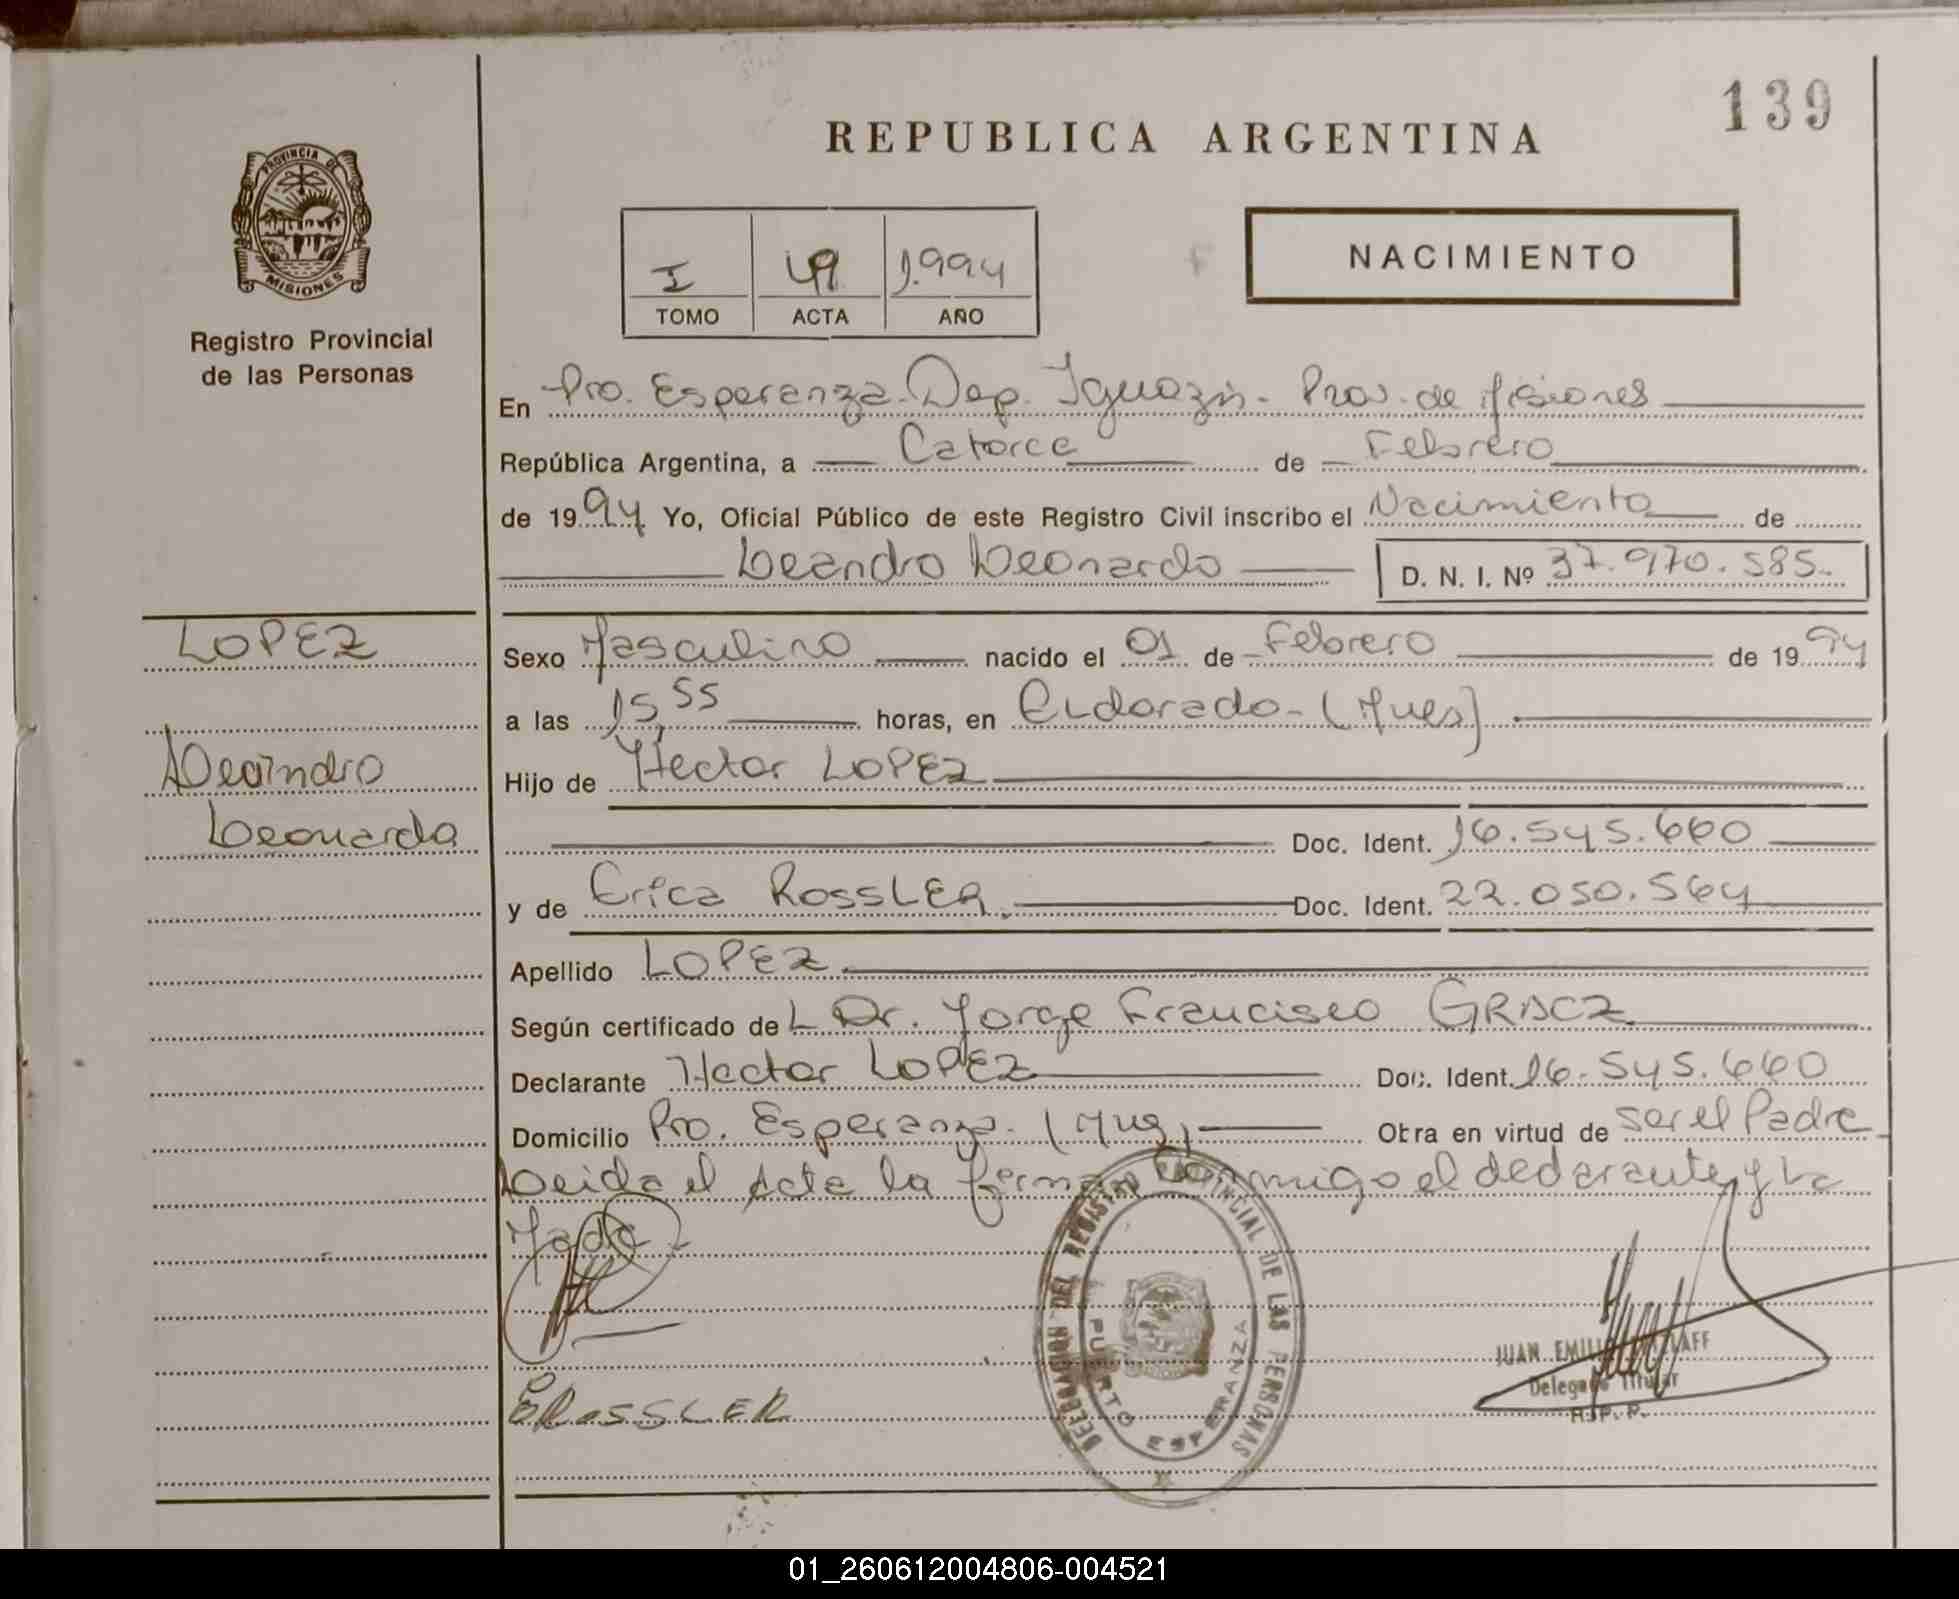 139
REPUBLICA ARGENTINA
PROVINCIA DE
MISIONES
Registro Provincial
de las Personas
NACIMIENTO
I 49 1.994
TOMO ACTA AÑO
En Pto. Esperanza. Dep. Iguazú. Prov. de Misiones
República Argentina, a Catorce de Febrero
de 1994 Yo, Oficial Público de este Registro Civil inscribo el Nacimiento de
Leandro Leonardo D. N. I. Nº 37.970.585.
LOPEZ
Leandro
Leonardo
Sexo Masculino nacido el 01 de Febrero de 1994
a las 15,55 horas, en Eldorado - (Mnes)
Hijo de Hector LOPEZ
Doc. Ident. 16.545.660
y de Erica ROSSLER. Doc. Ident. 22.050.564
Apellido LOPEZ
Según certificado de L Dr. Jorge Francisco GRACZ
Declarante Hector LOPEZ Doc. Ident. 16.545.660
Domicilio Pto. Esperanza. (Mnes) Obra en virtud de ser el Padre
Leida el Acta la firman conmigo el declarante y la
Madre
DELEGACION DEL REGISTRO PROVINCIAL DE LAS PERSONAS
PUERTO ESPERANZA
JUAN EMILIO
Delegado Titular
R. P. P.
E ROSSLER
01_260612004806-004521